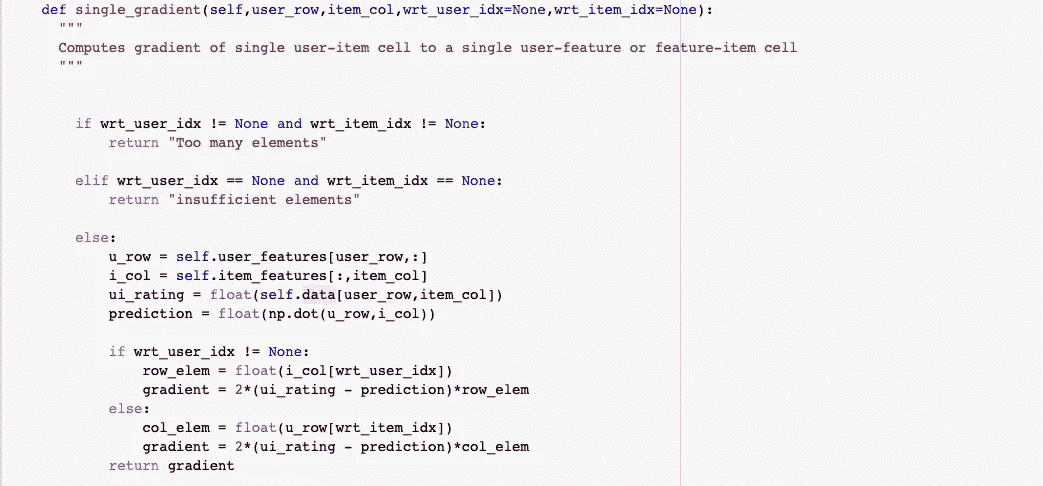 def single_gradient(self,user_row,item_col,wrt_user_idx=None,wrt_item_idx=None):
"""
Computes gradient of single user-item cell to a single user-feature or feature-item cell
"""
if wrt_user_idx != None and wrt_item_idx != None:
return "Too many elements"
elif wrt_user_idx == None and wrt_item_idx == None:
return "insufficient elements"
else:
u_row = self.user_features[user_row,:]
i_col = self.item_features[:,item_col]
ui_rating = float(self.data[user_row,item_col])
prediction = float(np.dot(u_row,i_col))
if wrt_user_idx != None:
row_elem = float(i_col[wrt_user_idx])
gradient = 2*(ui_rating - prediction)*row_elem
else:
col_elem = float(u_row[wrt_item_idx])
gradient = 2*(ui_rating - prediction)*col_elem
return gradient